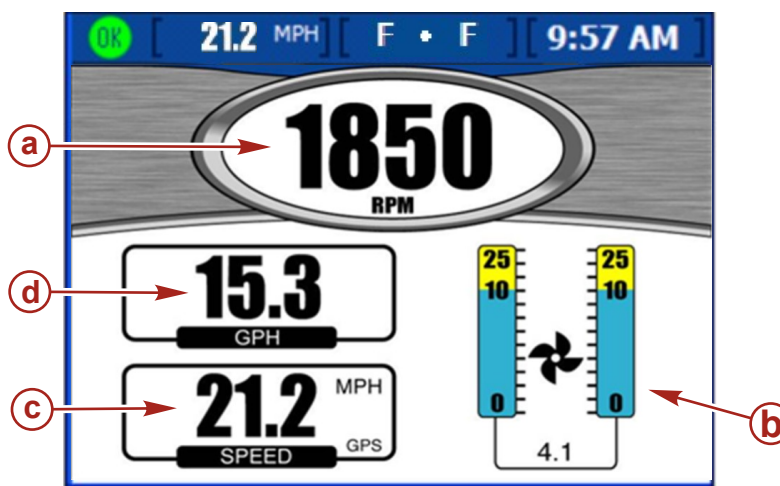 OK [ 21.2 MPH ] [ F • F ] [ 9:57 AM ]
1850
RPM
a
15.3
GPH
d
21.2 MPH
GPS
SPEED
c
25 25
10 10
0 0
4.1
b